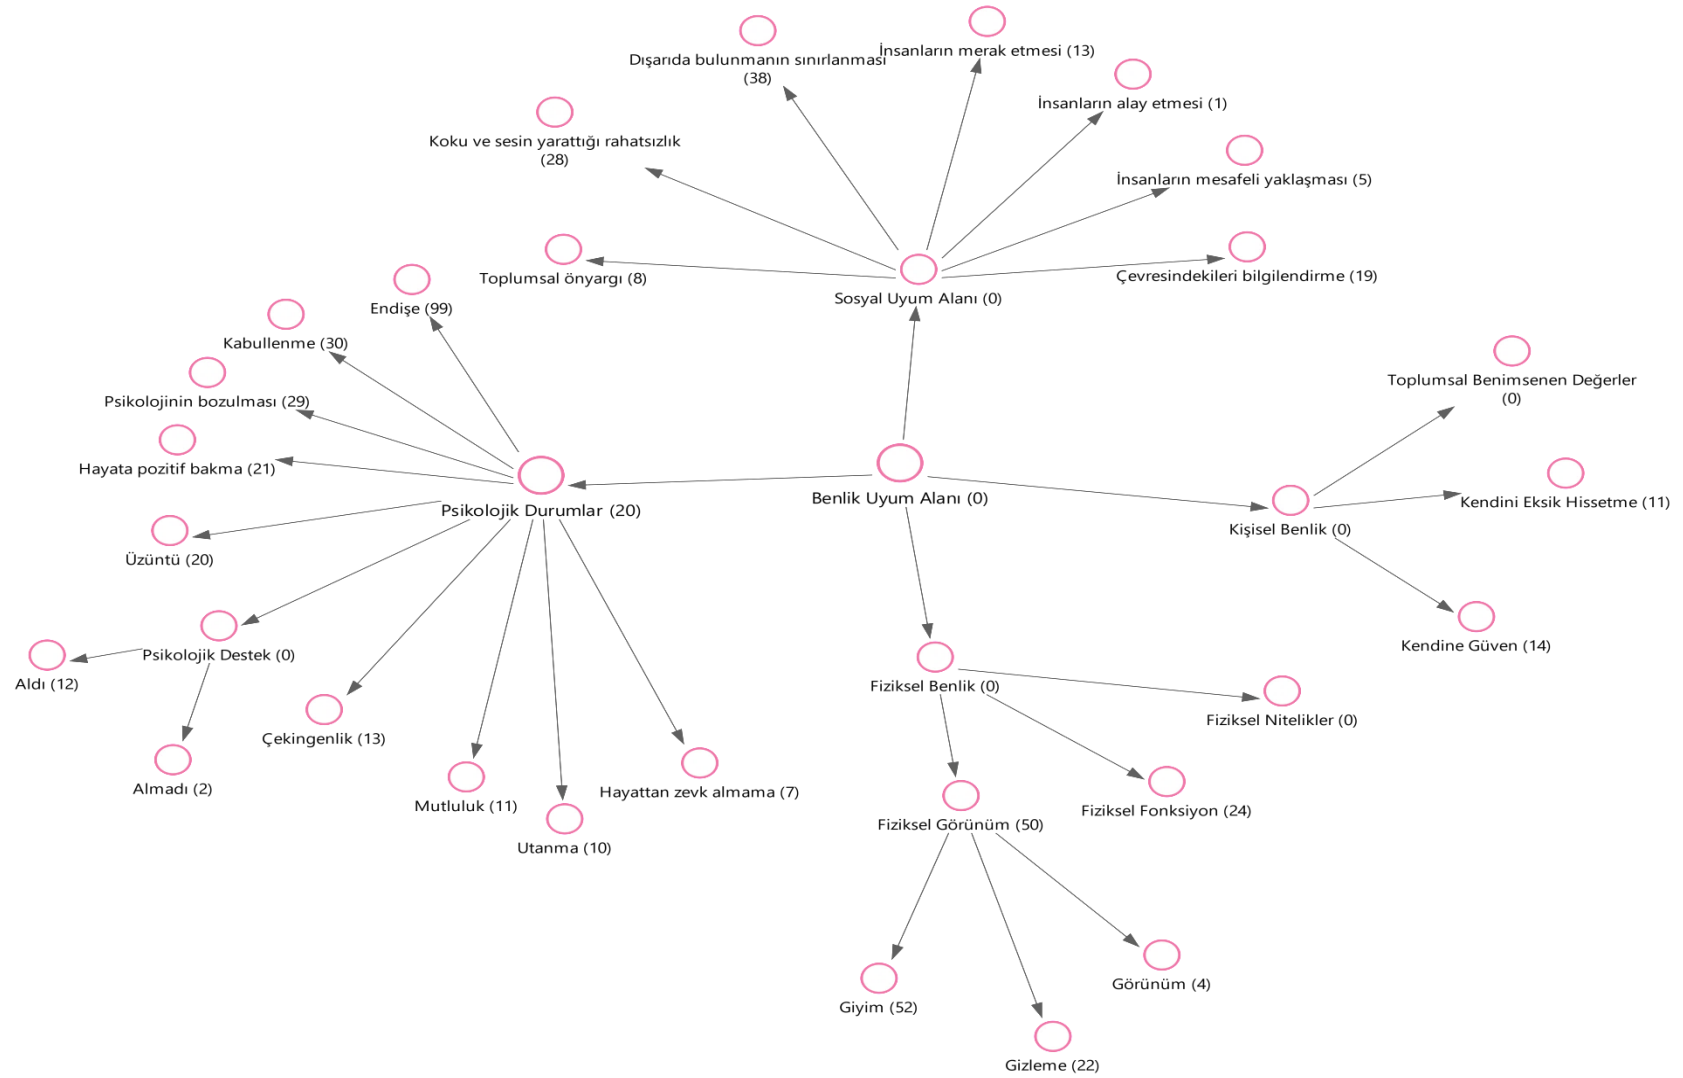 İnsanların merak etmesi (13)
Dışarıda bulunmanın sınırlanması
(38)
İnsanların alay etmesi (1)
Koku ve sesin yarattığı rahatsızlık
(28)
İnsanların mesafeli yaklaşması (5)
Toplumsal önyargı (8)
Çevresindekileri bilgilendirme (19)
Sosyal Uyum Alanı (0)
Endişe (99)
Kabullenme (30)
Psikolojinin bozulması (29)
Hayata pozitif bakma (21)
Toplumsal Benimsenen Değerler
(0)
Benlik Uyum Alanı (0)
Psikolojik Durumlar (20)
Kendini Eksik Hissetme (11)
Kişisel Benlik (0)
Üzüntü (20)
Kendine Güven (14)
Psikolojik Destek (0)
Aldı (12)
Fiziksel Benlik (0)
Fiziksel Nitelikler (0)
Çekingenlik (13)
Almadı (2)
Mutluluk (11)
Hayattan zevk almama (7)
Utanma (10)
Fiziksel Fonksiyon (24)
Fiziksel Görünüm (50)
Görünüm (4)
Giyim (52)
Gizleme (22)